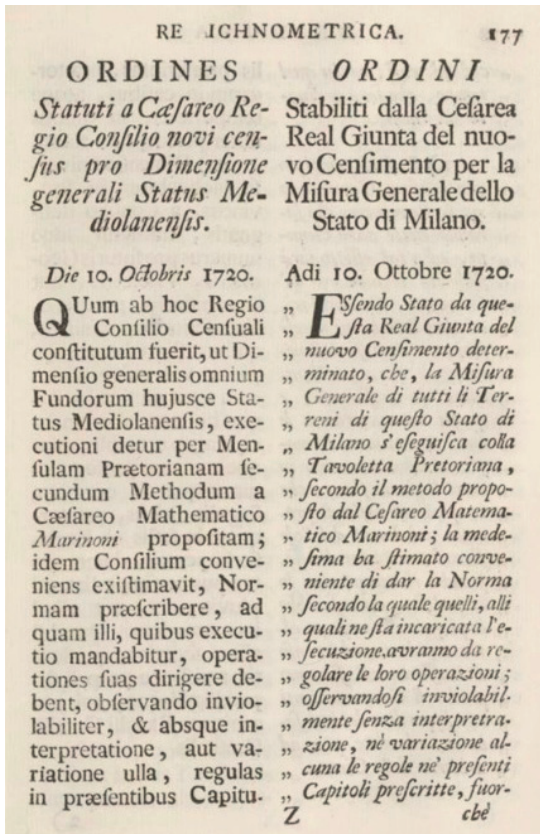 RE ICHNOMETRICA. 177
ORDINES
Statuti a Cæſareo Re-
gio Conſilio novi cen-
ſus pro Dimenſione
generali Status Me-
diolanenſis.
Die 10. Octobris 1720.
QUum ab hoc Regio
Conſilio Cenſuali
conſtitutum fuerit, ut Di-
menſio generalis omnium
Fundorum hujuſce Sta-
tus Mediolanenſis, exe-
cutioni detur per Men-
ſulam Prætorianam ſe-
cundum Methodum a
Cæſareo Mathematico
Marinoni propoſitam;
idem Conſilium conve-
niens exiſtimavit, Nor-
mam præſcribere, ad
quam illi, quibus execu-
tio mandabitur, opera-
tiones ſuas dirigere de-
bent, obſervando invio-
labiliter, & absque in-
terpretatione, aut va-
riatione ulla, regulas
in præſentibus Capitu-
ORDINI
Stabiliti dalla Ceſarea
Real Giunta del nuo-
vo Cenſimento per la
Miſura Generale dello
Stato di Milano.
Adi 10. Ottobre 1720.
„ ESſendo Stato da que-
„ ſta Real Giunta del
„ nuovo Cenſimento deter-
„ minato, che, la Miſura
„ Generale di tutti li Ter-
„ reni di queſto Stato di
„ Milano s'eſeguiſca colla
„ Tavoletta Pretoriana,
„ ſecondo il metodo propo-
„ ſto dal Ceſareo Matema-
„ tico Marinoni; la mede-
„ ſima ha ſtimato conve-
„ niente di dar la Norma
„ ſecondo la quale quelli, alli
„ quali ne ſta incaricata l'e-
„ ſecuzione, avranno da re-
„ golare le loro operazioni;
„ oſſervandoſi inviolabil-
„ mente ſenza interpretra-
„ zione, nè variazione al-
„ cuna le regole ne' preſenti
„ Capitoli preſcritte, fuor-
Z chè